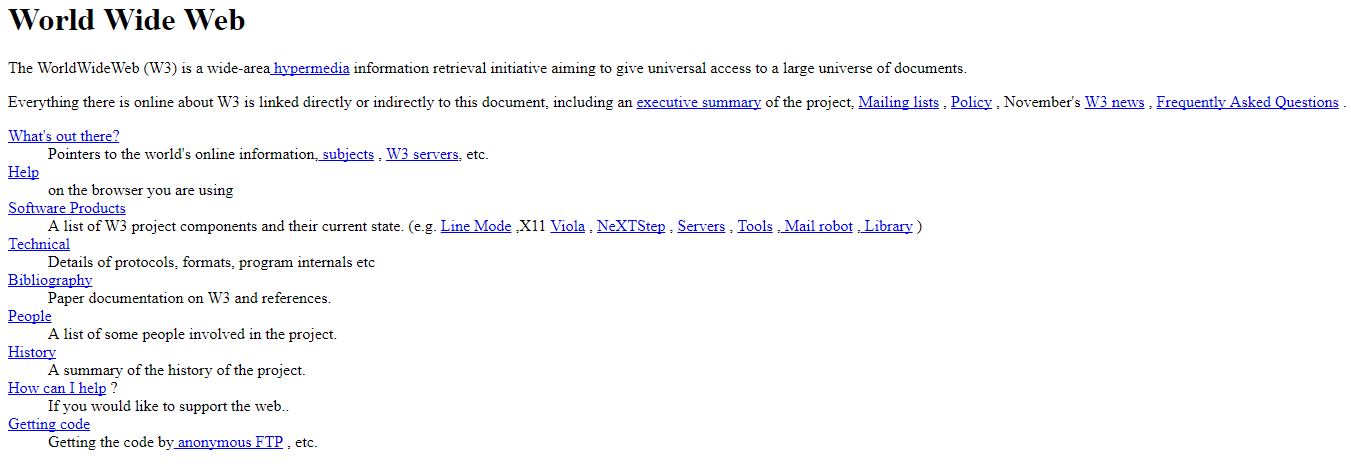 World Wide Web
The WorldWideWeb (W3) is a wide-area hypermedia information retrieval initiative aiming to give universal access to a large universe of documents.
Everything there is online about W3 is linked directly or indirectly to this document, including an executive summary of the project, Mailing lists , Policy , November's W3 news , Frequently Asked Questions .
What's out there?
Pointers to the world's online information, subjects , W3 servers, etc.
Help
on the browser you are using
Software Products
A list of W3 project components and their current state. (e.g. Line Mode ,X11 Viola , NeXTStep , Servers , Tools , Mail robot , Library )
Technical
Details of protocols, formats, program internals etc
Bibliography
Paper documentation on W3 and references.
People
A list of some people involved in the project.
History
A summary of the history of the project.
How can I help ?
If you would like to support the web..
Getting code
Getting the code by anonymous FTP , etc.